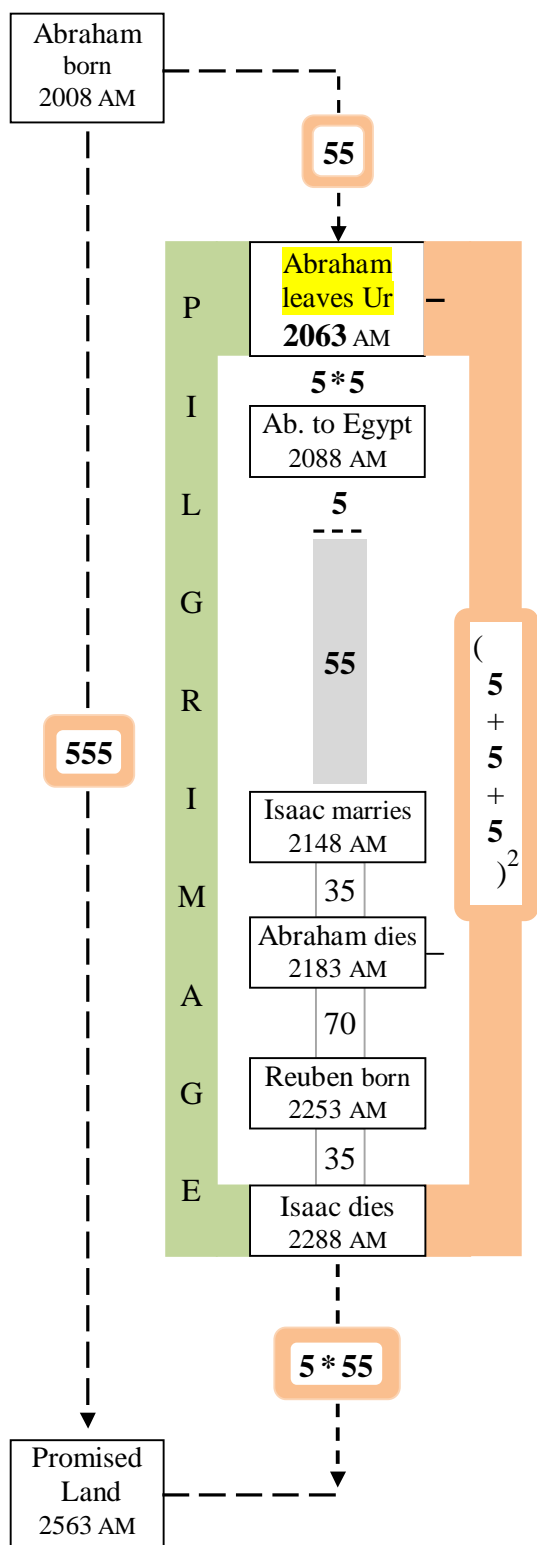 Abraham
born
2008 AM
55
Abraham
leaves Ur
2063 AM
5*5
Ab. to Egypt
2088 AM
5
55
P
I
L
G
R
I
M
A
G
E
(
5
+
5
+
5
)2
555
Isaac marries
2148 AM
35
Abraham dies
2183 AM
70
Reuben born
2253 AM
35
Isaac dies
2288 AM
5 * 55
Promised
Land
2563 AM